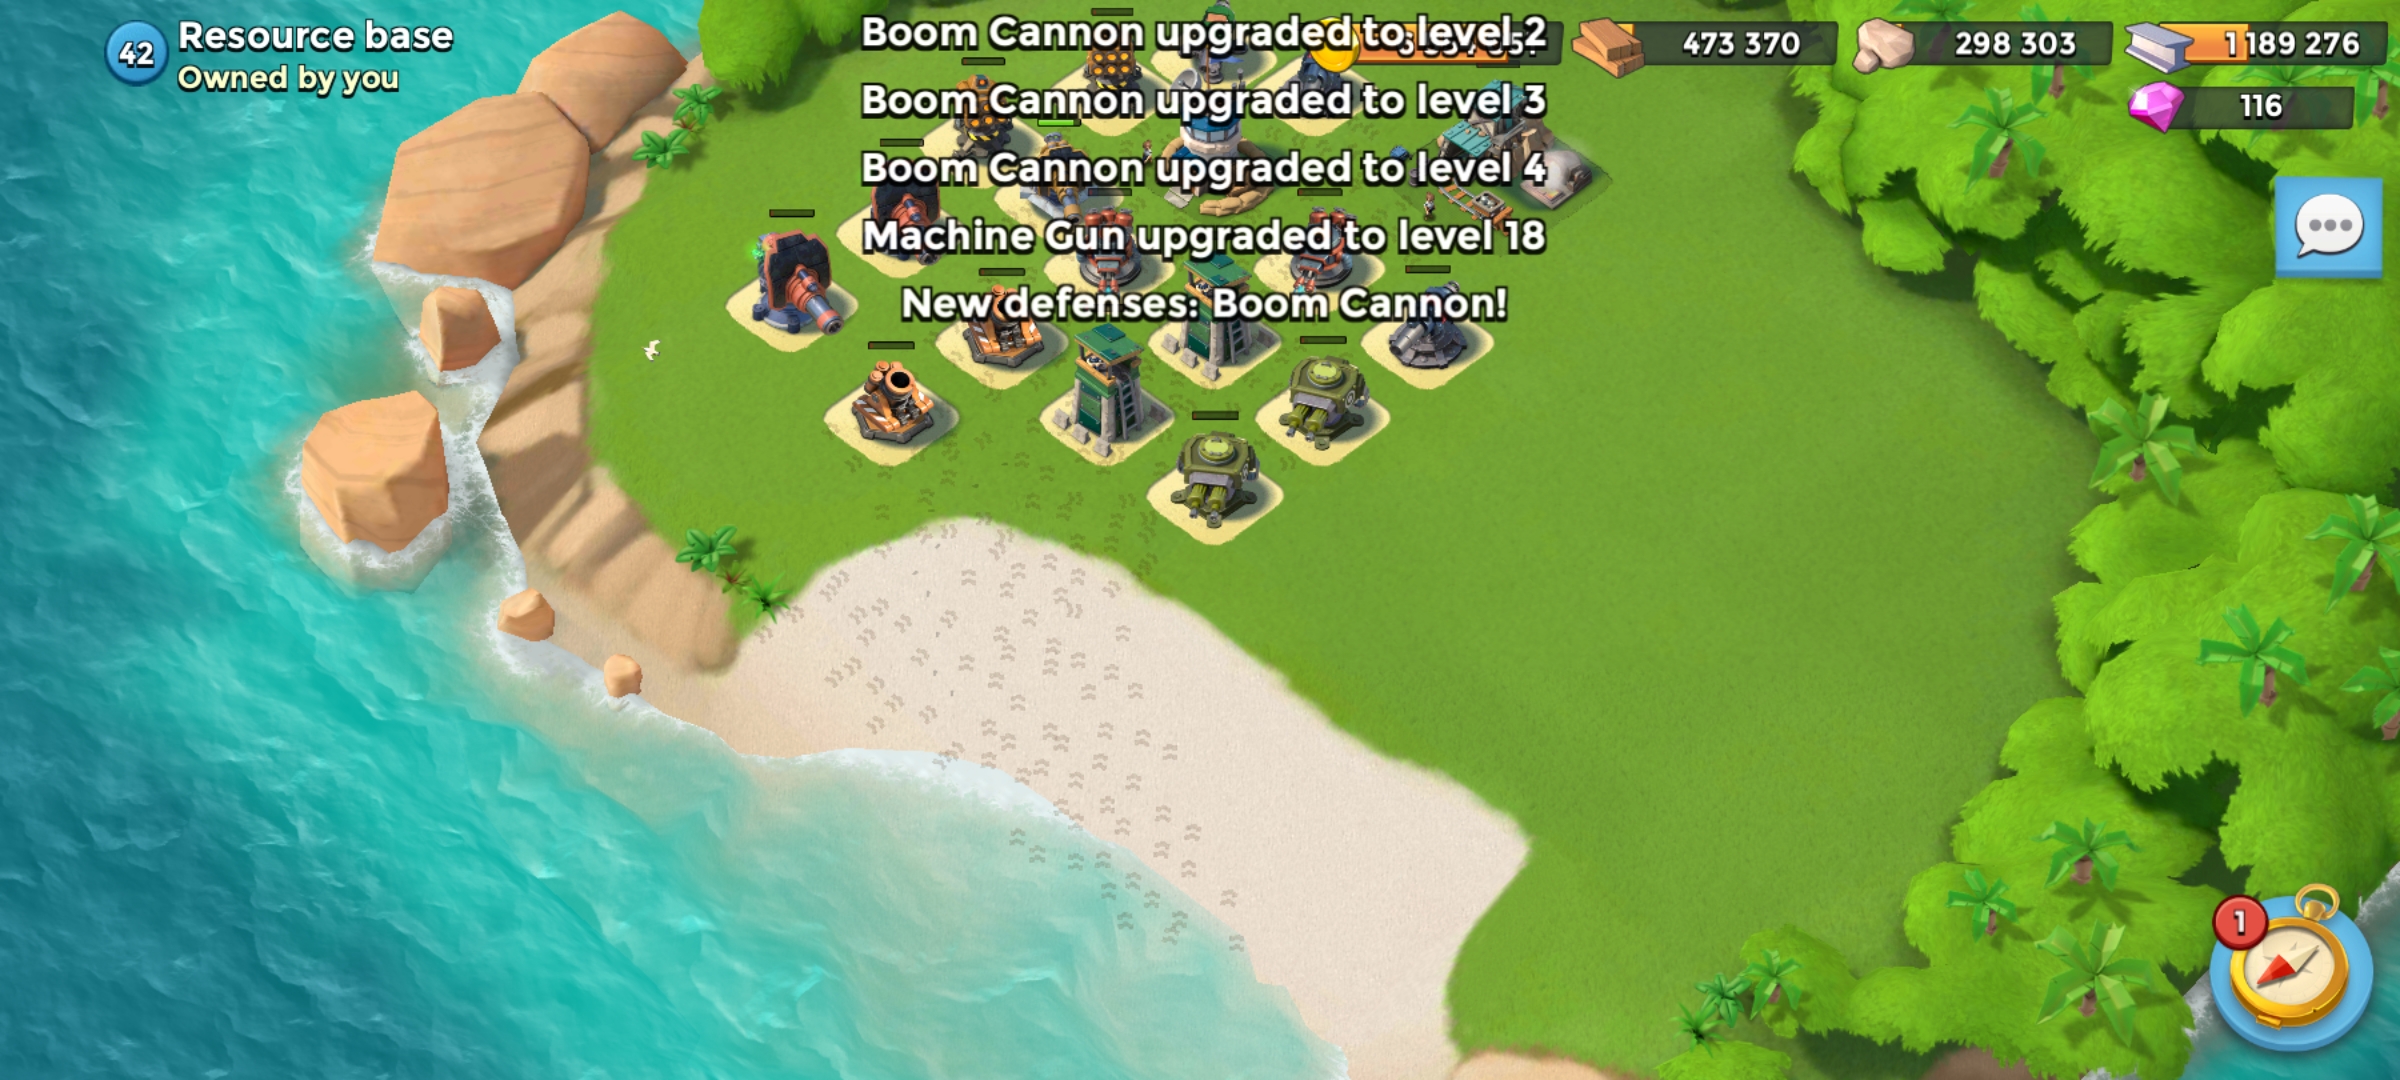 42
Resource base
Owned by you
Boom Cannon upgraded to level 2
473 370
298 303
1 189 276
116
Boom Cannon upgraded to level 3
Boom Cannon upgraded to level 4
Machine Gun upgraded to level 18
New defenses: Boom Cannon!
1